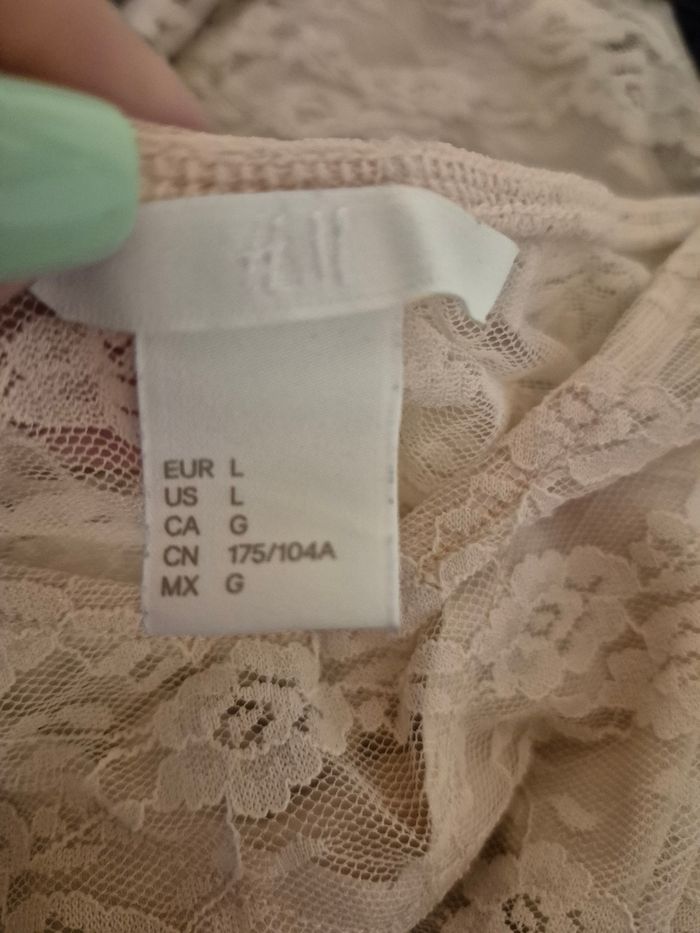 EUR L
US L
CA G
CN 175/104A
MX G